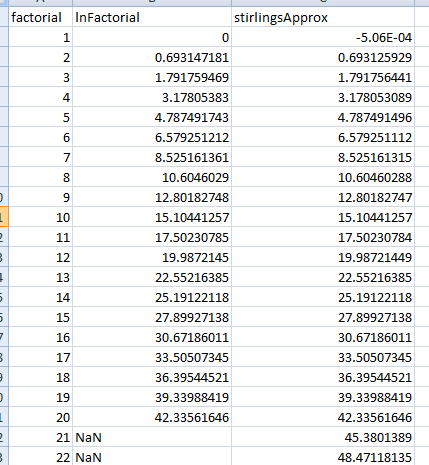 factorial lnFactorial stirlingsApprox
1 0 -5.06E-04
2 0.693147181 0.693125929
3 1.791759469 1.791756441
4 3.17805383 3.178053089
5 4.787491743 4.787491496
6 6.579251212 6.579251112
7 8.525161361 8.525161315
8 10.6046029 10.60460288
9 12.80182748 12.80182747
10 15.10441257 15.10441257
11 17.50230785 17.50230784
12 19.9872145 19.98721449
13 22.55216385 22.55216385
14 25.19122118 25.19122118
15 27.89927138 27.89927138
16 30.67186011 30.67186011
17 33.50507345 33.50507345
18 36.39544521 36.39544521
19 39.33988419 39.33988419
20 42.33561646 42.33561646
21 NaN 45.3801389
22 NaN 48.47118135